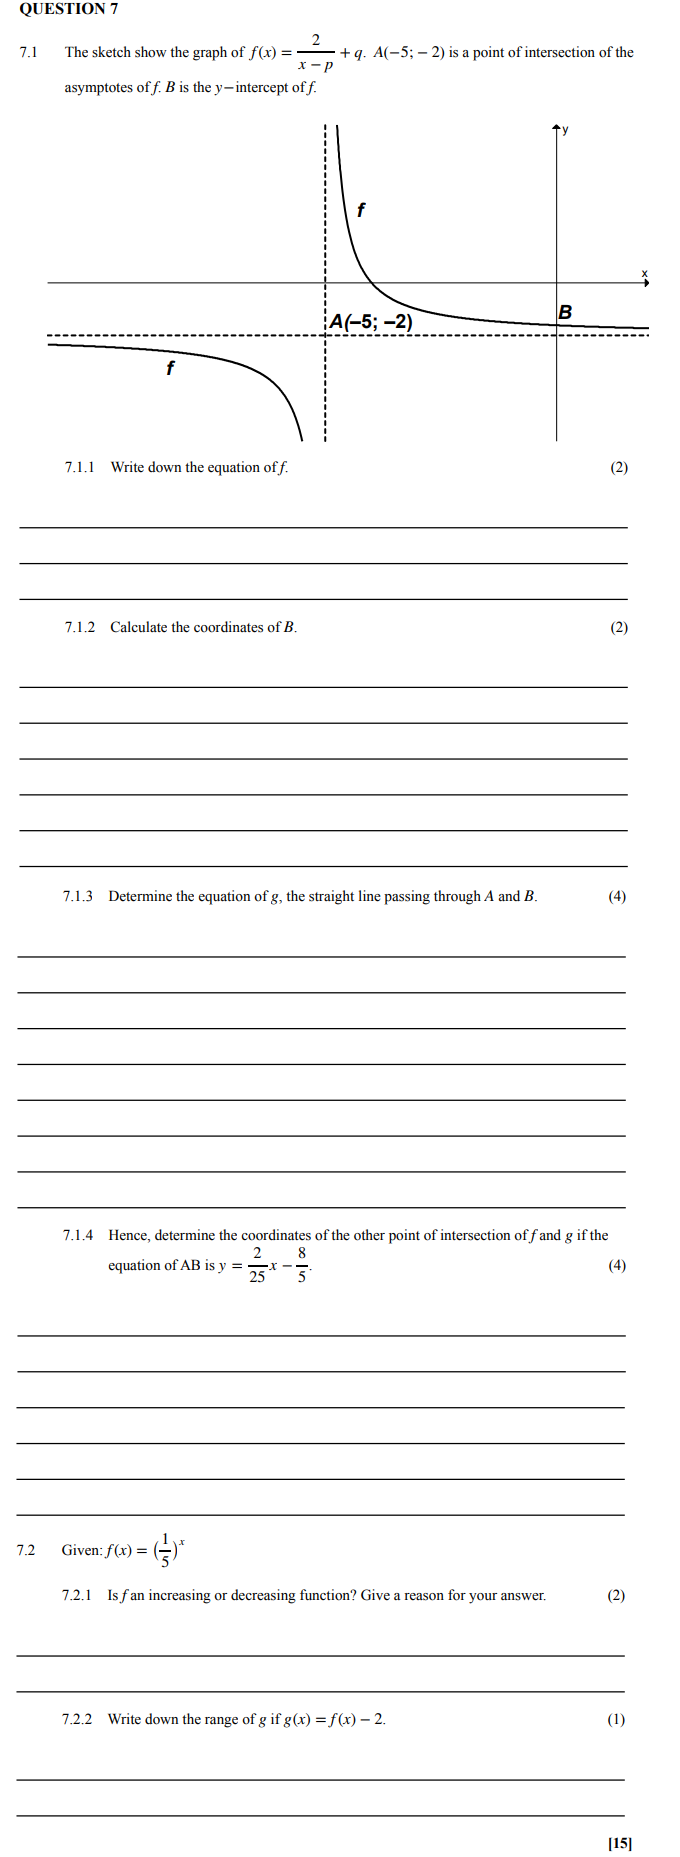 QUESTION 7
7.1 The sketch show the graph of f(x) = 2/(x − p) + q. A(−5; − 2) is a point of intersection of the
asymptotes of f. B is the y−intercept of f.
y
f
x
B
A(−5; −2)
f
7.1.1 Write down the equation of f. (2)
7.1.2 Calculate the coordinates of B. (2)
7.1.3 Determine the equation of g, the straight line passing through A and B. (4)
7.1.4 Hence, determine the coordinates of the other point of intersection of f and g if the
equation of AB is y = 2/25 x − 8/5. (4)
7.2 Given: f(x) = (1/5)^x
7.2.1 Is f an increasing or decreasing function? Give a reason for your answer. (2)
7.2.2 Write down the range of g if g(x) = f(x) − 2. (1)
[15]